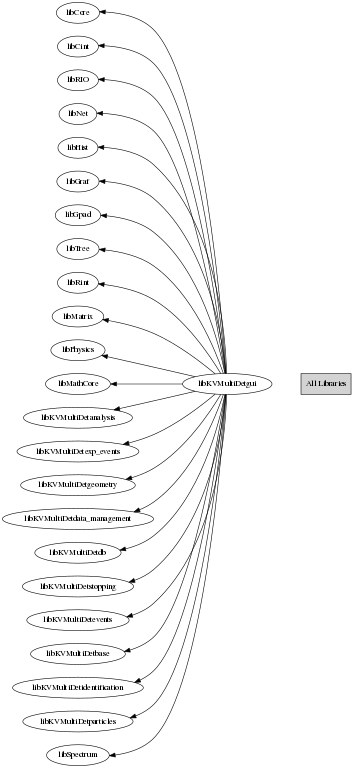 libCore
libCint
libRIO
libNet
libHist
libGraf
libGpad
libTree
libRint
libMatrix
libPhysics
libMathCore
libKVMultiDetgui
All Libraries
libKVMultiDetanalysis
libKVMultiDetexp_events
libKVMultiDetgeometry
libKVMultiDetdata_management
libKVMultiDetdb
libKVMultiDetstopping
libKVMultiDetevents
libKVMultiDetbase
libKVMultiDetidentification
libKVMultiDetparticles
libSpectrum